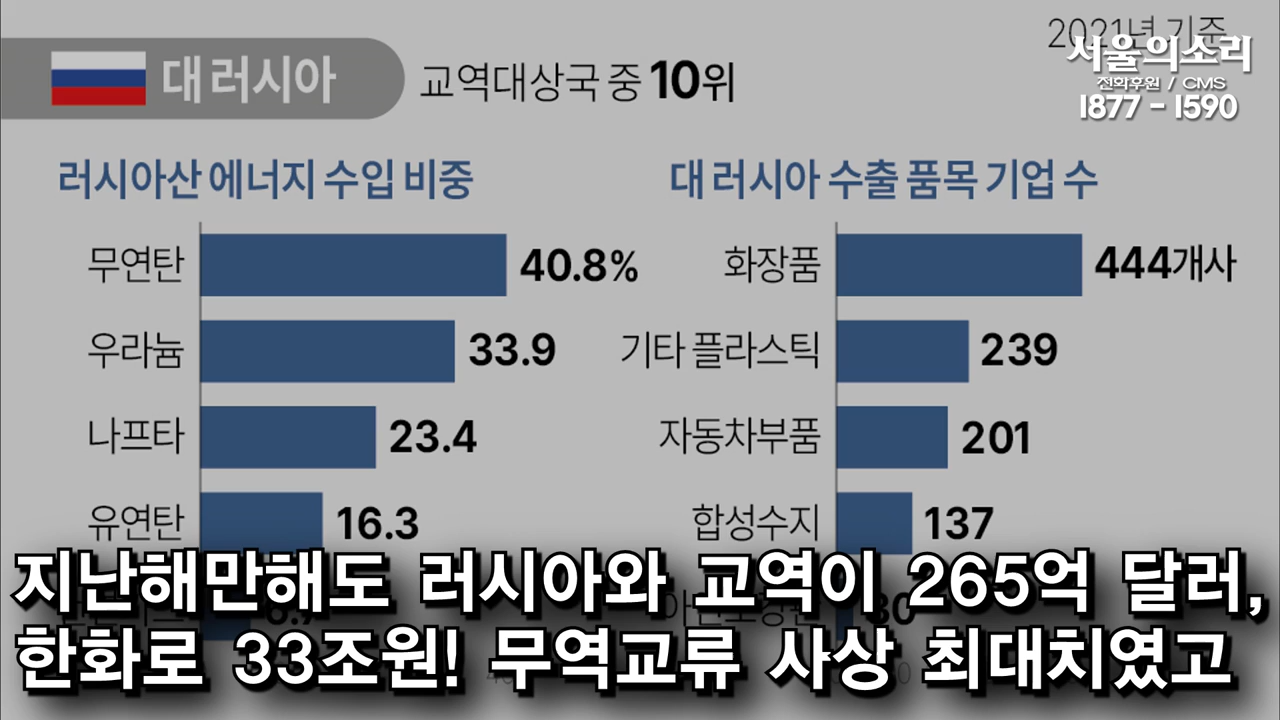 2021년 기준
서울의소리
전화후원 / CMS
1877 - 1590
대 러시아
교역대상국 중 10위
러시아산 에너지 수입 비중
무연탄 40.8%
우라늄 33.9
나프타 23.4
유연탄 16.3
대 러시아 수출 품목 기업 수
화장품 444개사
기타 플라스틱 239
자동차부품 201
합성수지 137
지난해만해도 러시아와 교역이 265억 달러,
한화로 33조원! 무역교류 사상 최대치였고